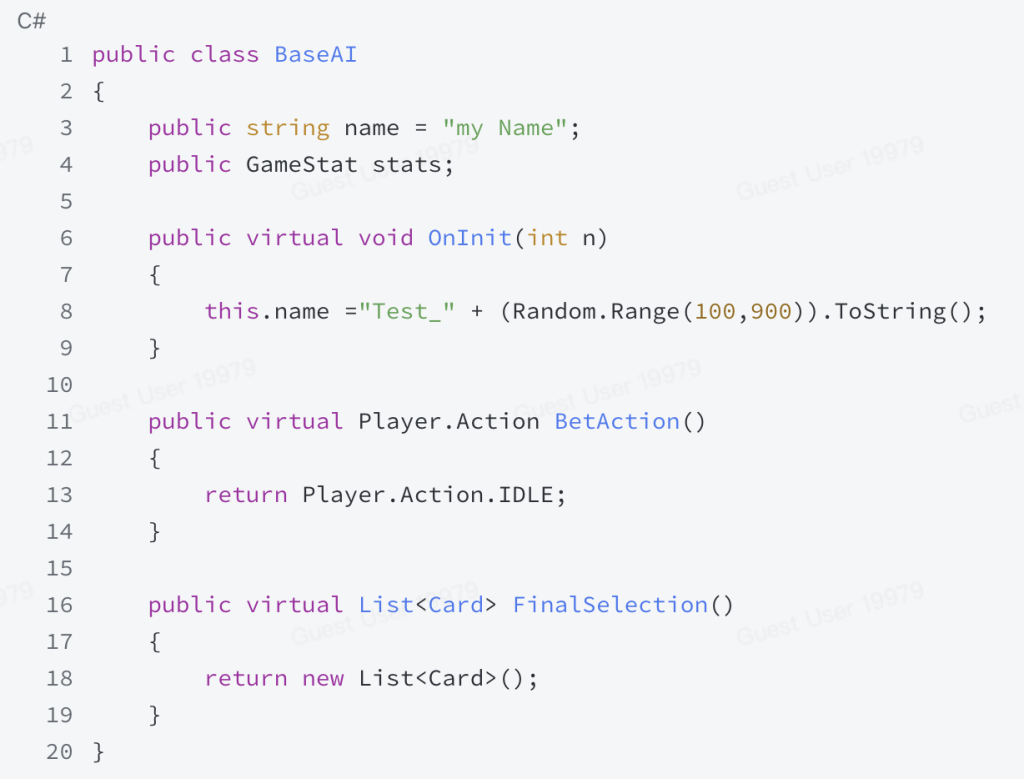 C#
1 public class BaseAI
2 {
3     public string name = "my Name";
4     public GameStat stats;
5
6     public virtual void OnInit(int n)
7     {
8         this.name ="Test_" + (Random.Range(100,900)).ToString();
9     }
10
11     public virtual Player.Action BetAction()
12     {
13         return Player.Action.IDLE;
14     }
15
16     public virtual List<Card> FinalSelection()
17     {
18         return new List<Card>();
19     }
20 }
979
Guest User 19979
Guest User 19979
Guest User 19979
Guest User 19979
Guest
979
Guest User 19979
Guest User 19979